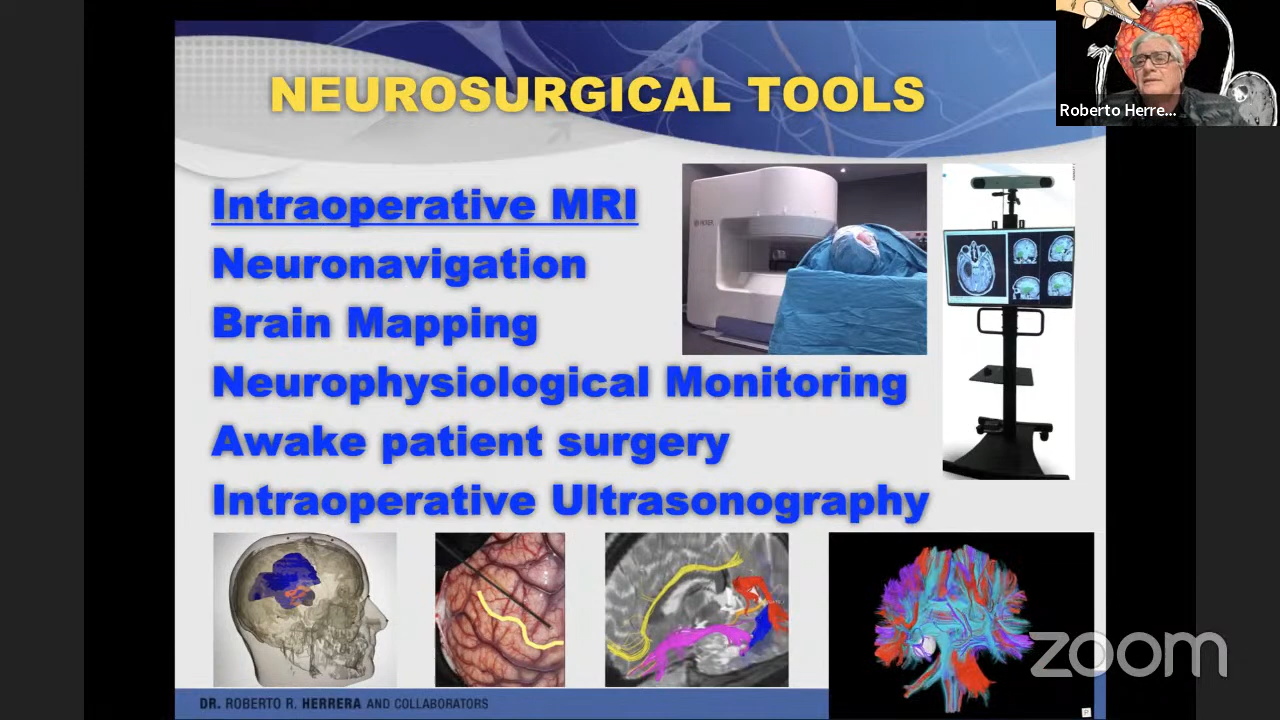 NEUROSURGICAL TOOLS
Roberto Herre...
Intraoperative MRI
Neuronavigation
Brain Mapping
Neurophysiological Monitoring
Awake patient surgery
Intraoperative Ultrasonography
zoom
DR. ROBERTO R. HERRERA AND COLLABORATORS